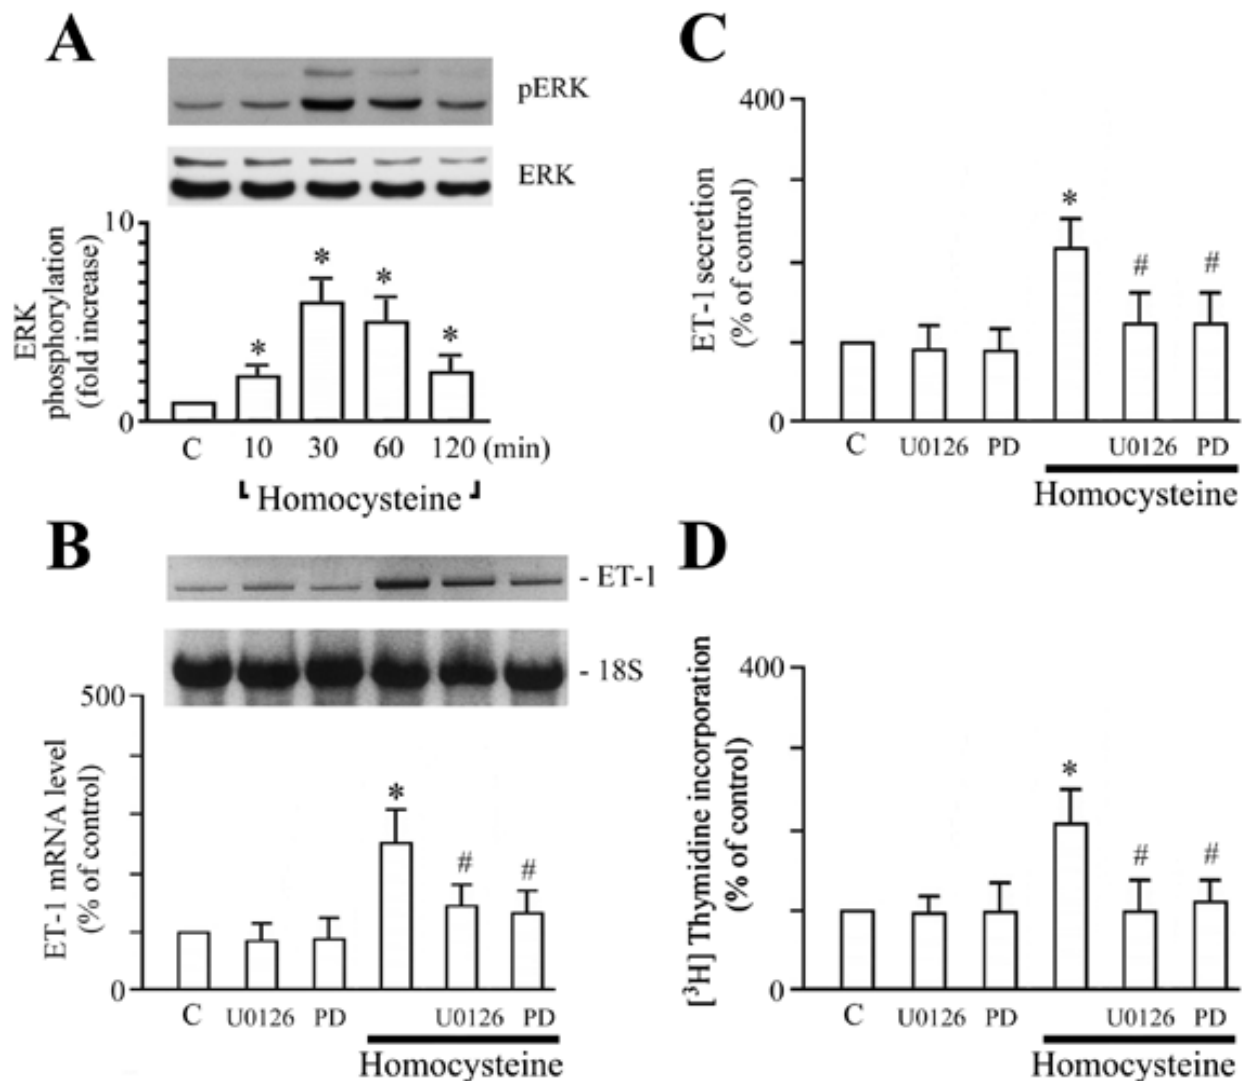 A
pERK
ERK
ERK
phosphorylation
(fold increase)
10
*
*
*
*
0
C 10 30 60 120 (min)
Homocysteine
B
- ET-1
- 18S
ET-1 mRNA level
(% of control)
500
*
#
#
0
C U0126 PD U0126 PD
Homocysteine
C
ET-1 secretion
(% of control)
400
*
#
#
0
C U0126 PD U0126 PD
Homocysteine
D
[³H] Thymidine incorporation
(% of control)
400
*
#
#
0
C U0126 PD U0126 PD
Homocysteine